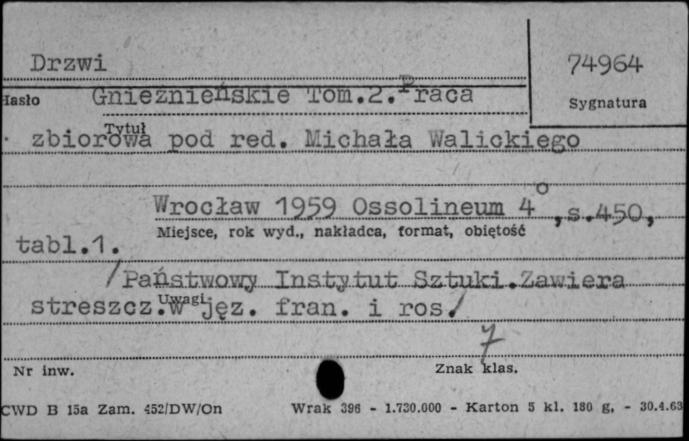 Drzwi
74964
Hasło
Gnieznieńskie Tom.2.Praca
Sygnatura
Tytuł
zbiorowa pod red. Michała Walickiego
Wrocław 1959 Ossolineum 4°,s.450,
Miejsce, rok wyd., nakładca, format, objętość
tabl.1.
/Państwowy Instytut Sztuki.Zawiera
Uwagi
streszcz.w jęz. fran. i ros/
7
Nr inw.
Znak klas.
CWD B 15a Zam. 452/DW/On
Wrak 396 - 1.730.000 - Karton 5 kl. 180 g, - 30.4.63